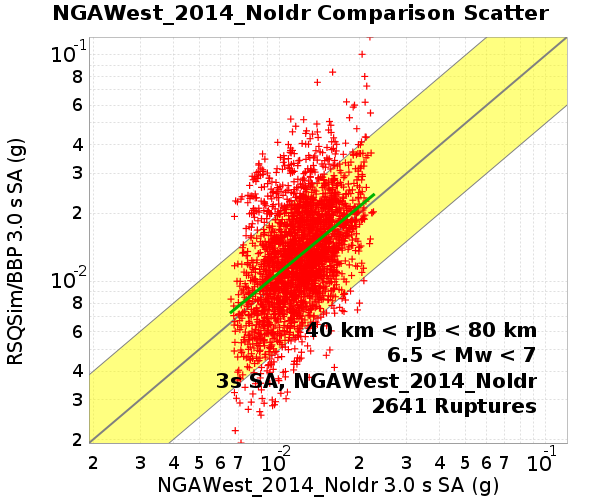 NGAWest_2014_NoIdr Comparison Scatter
10-1
8
6
4
3
2
10-2
8
6
4
3
2
RSQSim/BBP 3.0 s SA (g)
40 km < rJB < 80 km
6.5 < Mw < 7
3s SA, NGAWest_2014_NoIdr
2641 Ruptures
2 3 4 5 6 7 10-2 2 3 4 5 6 7 10-1
NGAWest_2014_NoIdr 3.0 s SA (g)